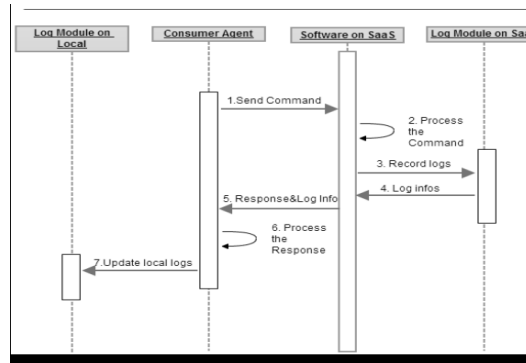 Log Module on
Local
Consumer Agent
Software on SaaS
Log Module on Saa
1.Send Command
2. Process
the
Command
3. Record logs
4. Log infos
5. Response&Log Info
6. Process
the
Response
7.Update local logs